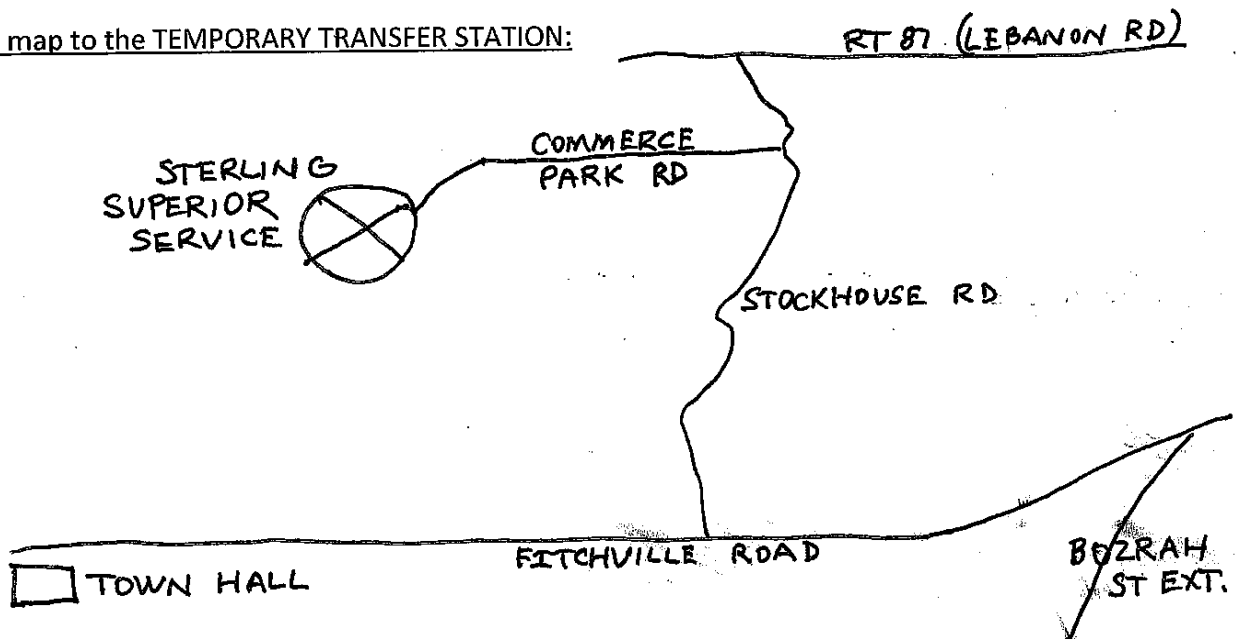 map to the TEMPORARY TRANSFER STATION:
RT 87 (LEBANON RD)
COMMERCE
PARK RD
STERLING
SUPERIOR
SERVICE
STOCKHOUSE RD
FITCHVILLE ROAD
BOZRAH
ST EXT.
TOWN HALL